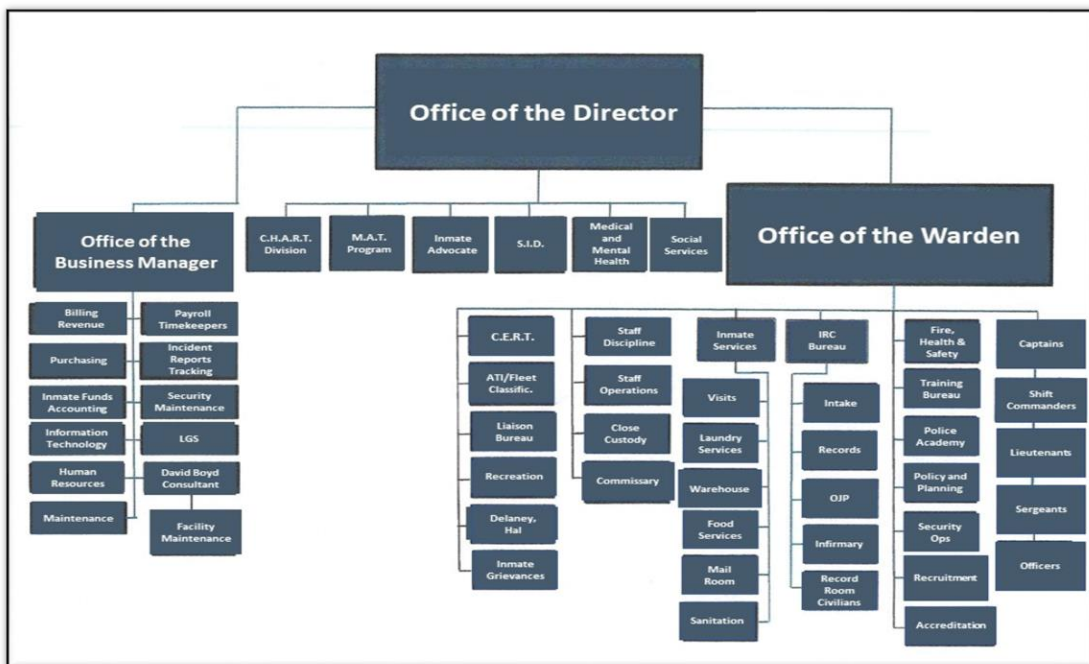 Office of the Director
Office of the
Business Manager
C.H.A.R.T.
Division
M.A.T.
Program
Inmate
Advocate
S.I.D.
Medical
and
Mental
Health
Social
Services
Office of the Warden
Billing
Revenue
Payroll
Timekeepers
Purchasing
Incident
Reports
Tracking
Inmate Funds
Accounting
Security
Maintenance
Information
Technology
LGS
Human
Resources
David Boyd
Consultant
Maintenance
Facility
Maintenance
C.E.R.T.
ATI/Fleet
Classific.
Liaison
Bureau
Recreation
Delaney,
Hal
Inmate
Grievances
Staff
Discipline
Staff
Operations
Close
Custody
Commissary
Inmate
Services
Visits
Laundry
Services
Warehouse
Food
Services
Mail
Room
Sanitation
IRC
Bureau
Intake
Records
OJP
Infirmary
Record
Room
Civilians
Fire,
Health &
Safety
Training
Bureau
Police
Academy
Policy and
Planning
Security
Ops
Recruitment
Accreditation
Captains
Shift
Commanders
Lieutenants
Sergeants
Officers